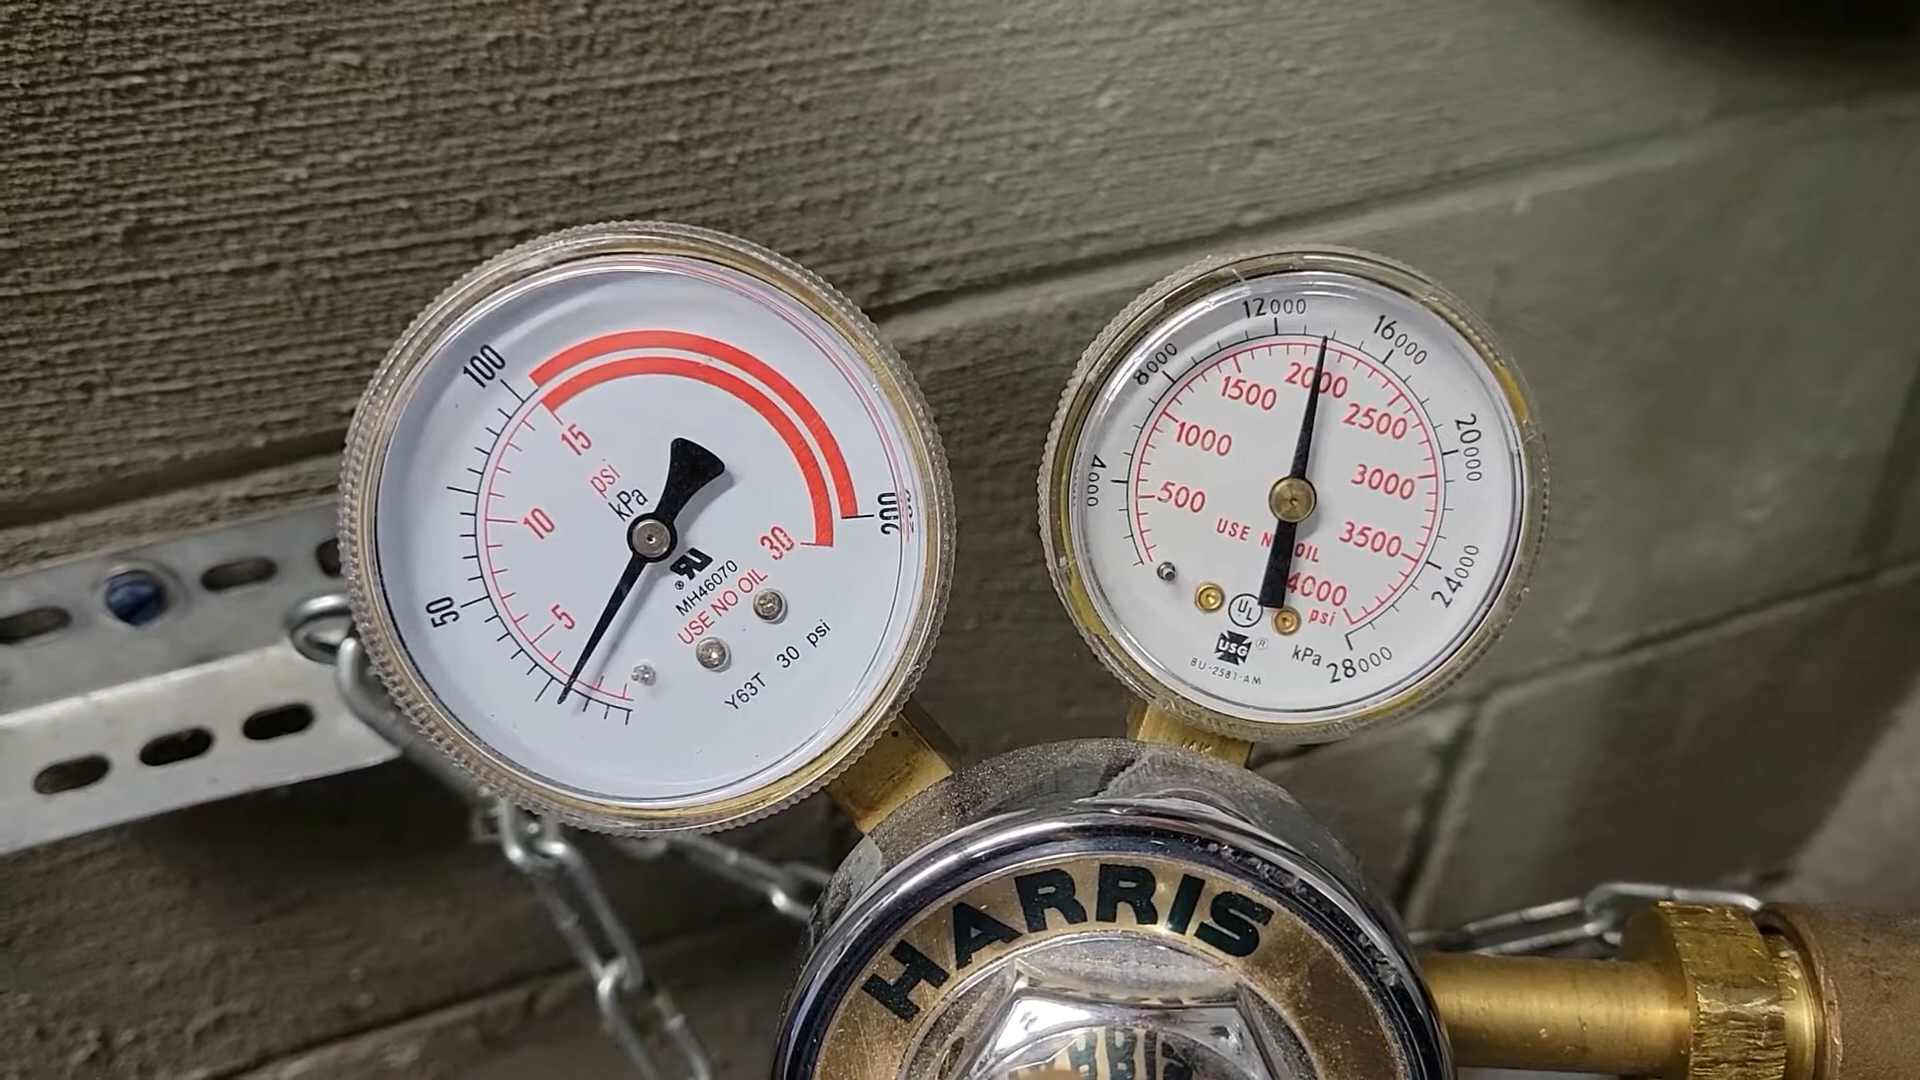 100
15
psi
kPa
10
50
5
200
30
®
MH46070
USE NO OIL
Y63T 30 psi
12000
16000
8000
20000
4000
24000
28000
kPa
2000
1500
2500
1000
3000
500
3500
4000
psi
USE NO OIL
UL
USG ®
BU-2581-AM
HARRIS